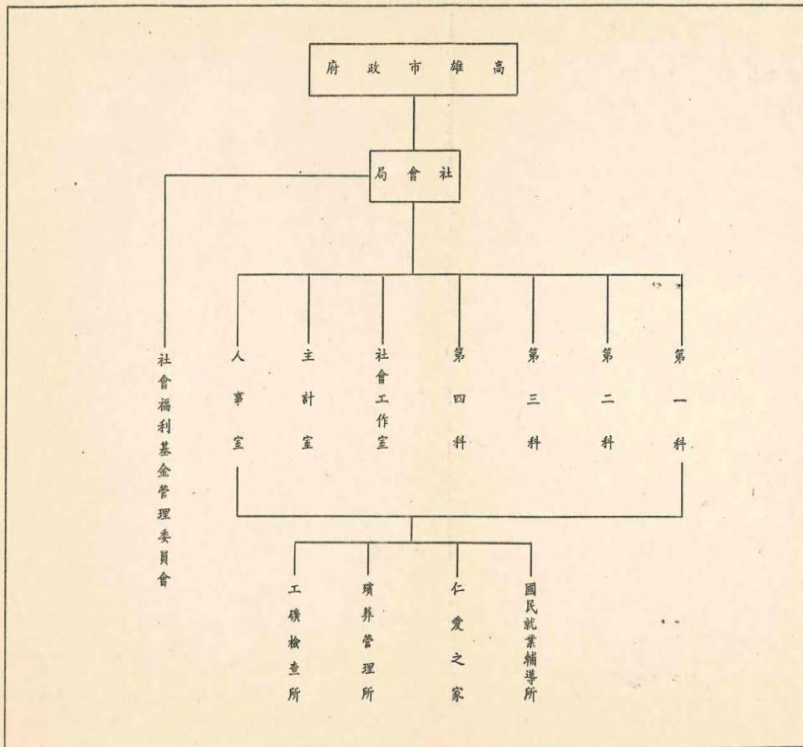 高雄市政府
社會局
第一科
第二科
第三科
第四科
社會工作室
主計室
人事室
社會福利基金管理委員會
國民就業輔導所
仁愛之家
殯葬管理所
工礦檢查所